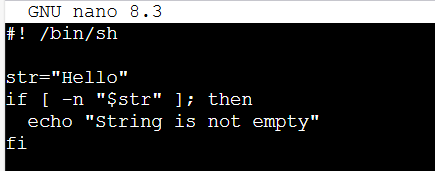 GNU nano 8.3
#! /bin/sh
str="Hello"
if [ -n "$str" ]; then
  echo "String is not empty"
fi